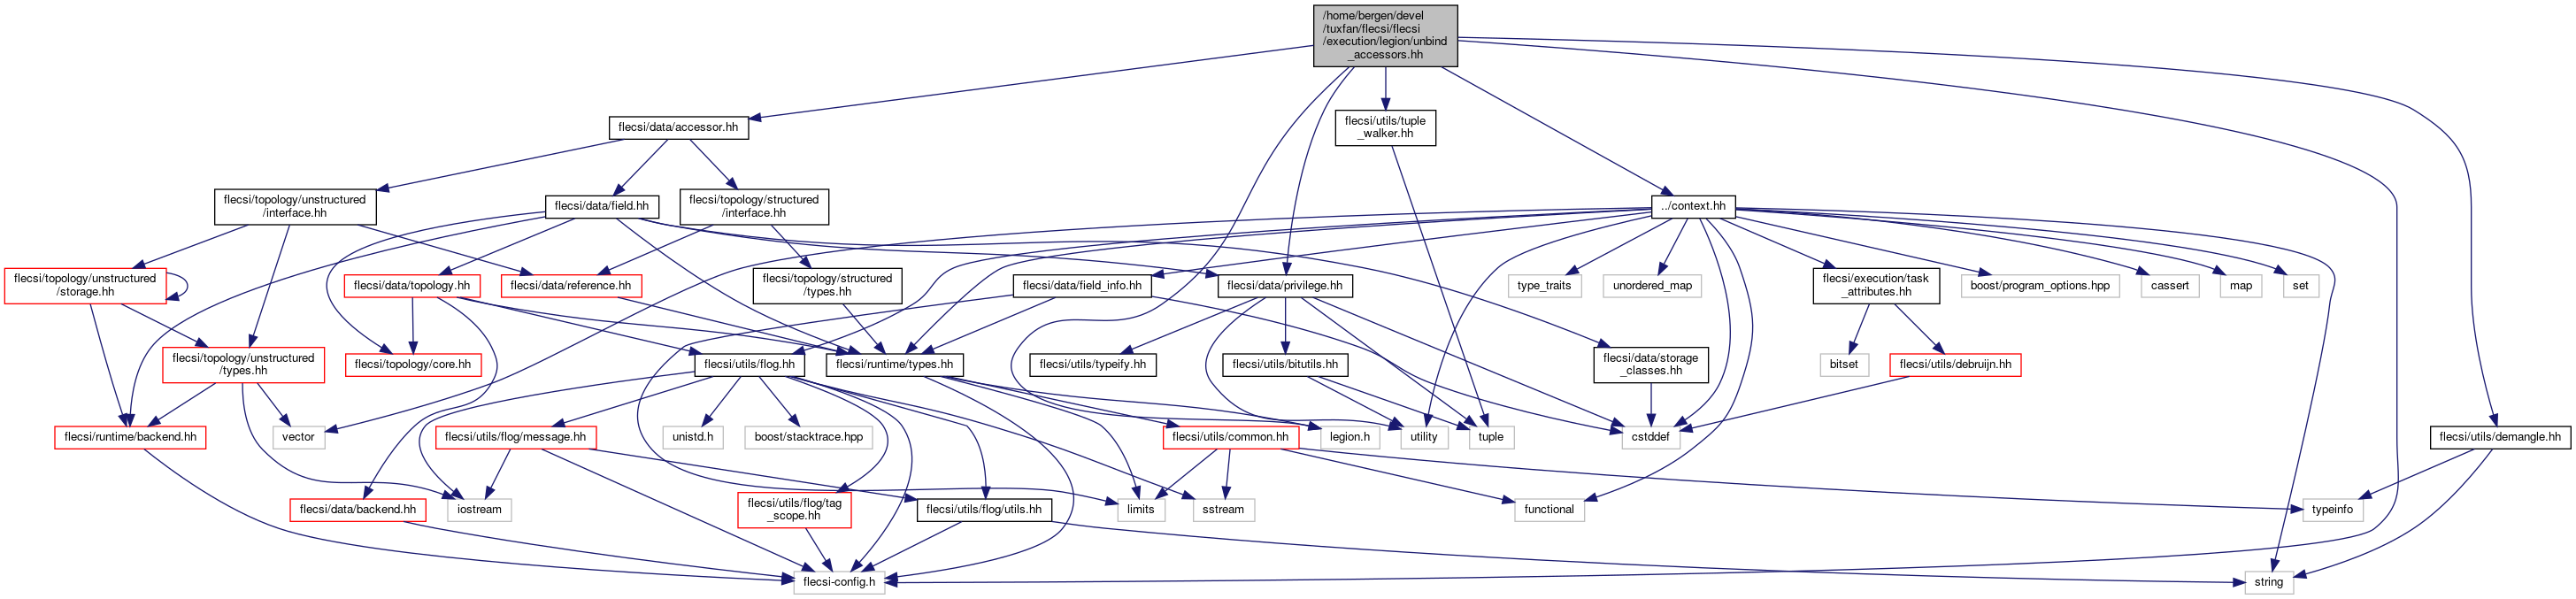 /home/bergen/devel
/tuxfan/flecsi/flecsi
/execution/legion/unbind
_accessors.hh
flecsi/data/accessor.hh
flecsi/utils/tuple
_walker.hh
flecsi/topology/unstructured
/interface.hh
flecsi/data/field.hh
flecsi/topology/structured
/interface.hh
../context.hh
flecsi/topology/unstructured
/storage.hh
flecsi/data/topology.hh
flecsi/data/reference.hh
flecsi/topology/structured
/types.hh
flecsi/data/field_info.hh
flecsi/data/privilege.hh
type_traits
unordered_map
flecsi/execution/task
_attributes.hh
boost/program_options.hpp
cassert
map
set
flecsi/topology/unstructured
/types.hh
flecsi/topology/core.hh
flecsi/utils/flog.hh
flecsi/runtime/types.hh
flecsi/utils/typeify.hh
flecsi/utils/bitutils.hh
flecsi/data/storage
_classes.hh
bitset
flecsi/utils/debruijn.hh
flecsi/runtime/backend.hh
vector
flecsi/utils/flog/message.hh
unistd.h
boost/stacktrace.hpp
flecsi/utils/common.hh
legion.h
utility
tuple
cstddef
flecsi/utils/demangle.hh
flecsi/data/backend.hh
iostream
flecsi/utils/flog/tag
_scope.hh
flecsi/utils/flog/utils.hh
limits
sstream
functional
typeinfo
flecsi-config.h
string